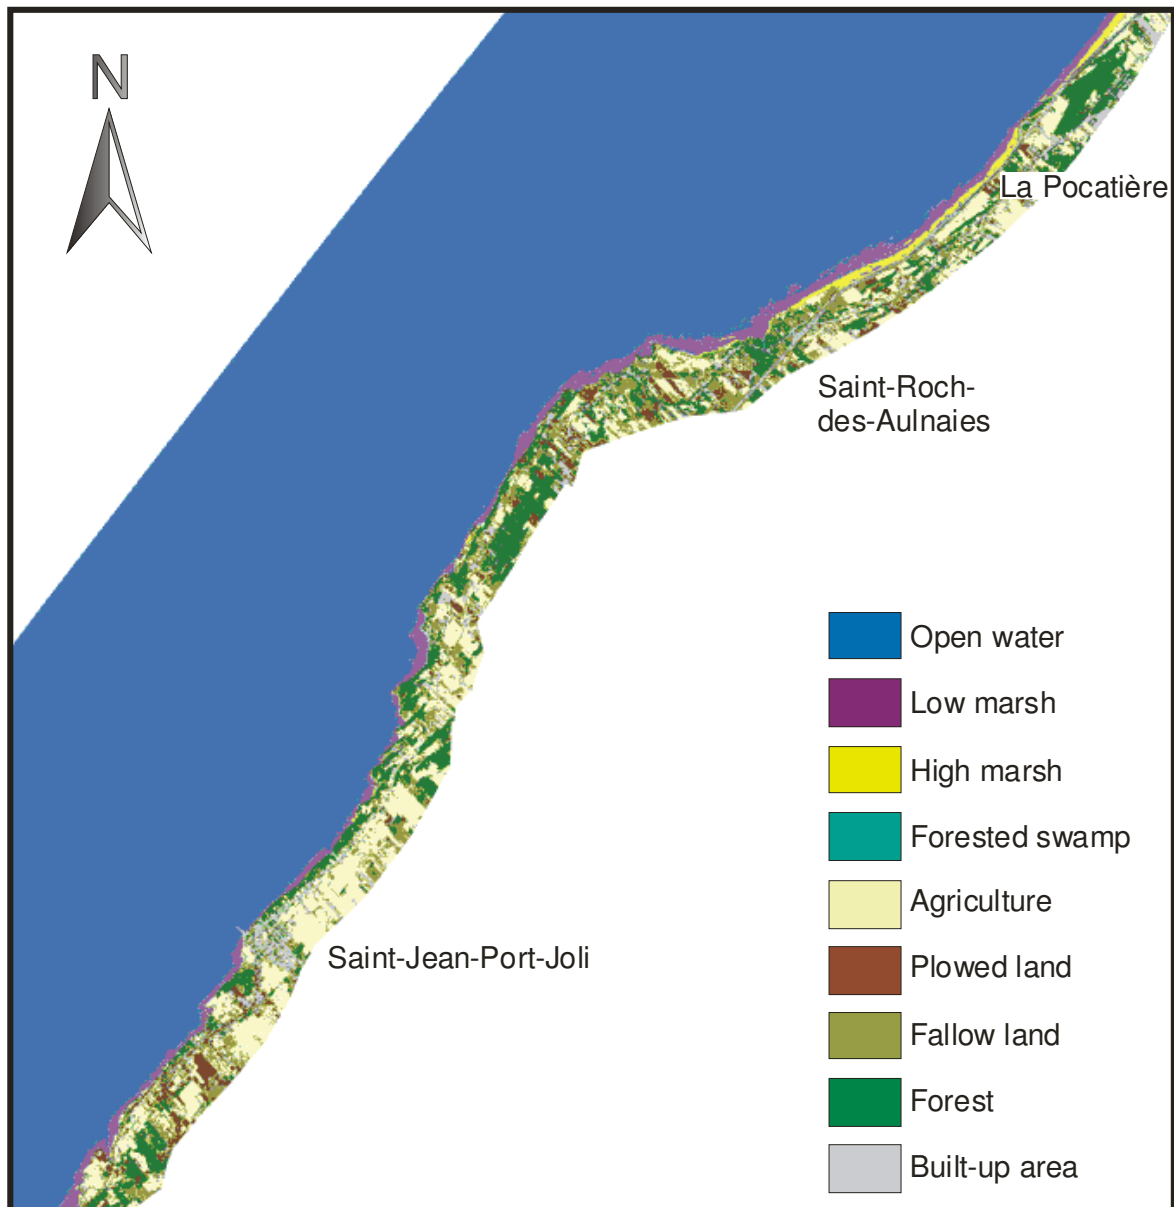 N
La Pocatière
Saint-Roch-
des-Aulnaies
Saint-Jean-Port-Joli
Open water
Low marsh
High marsh
Forested swamp
Agriculture
Plowed land
Fallow land
Forest
Built-up area